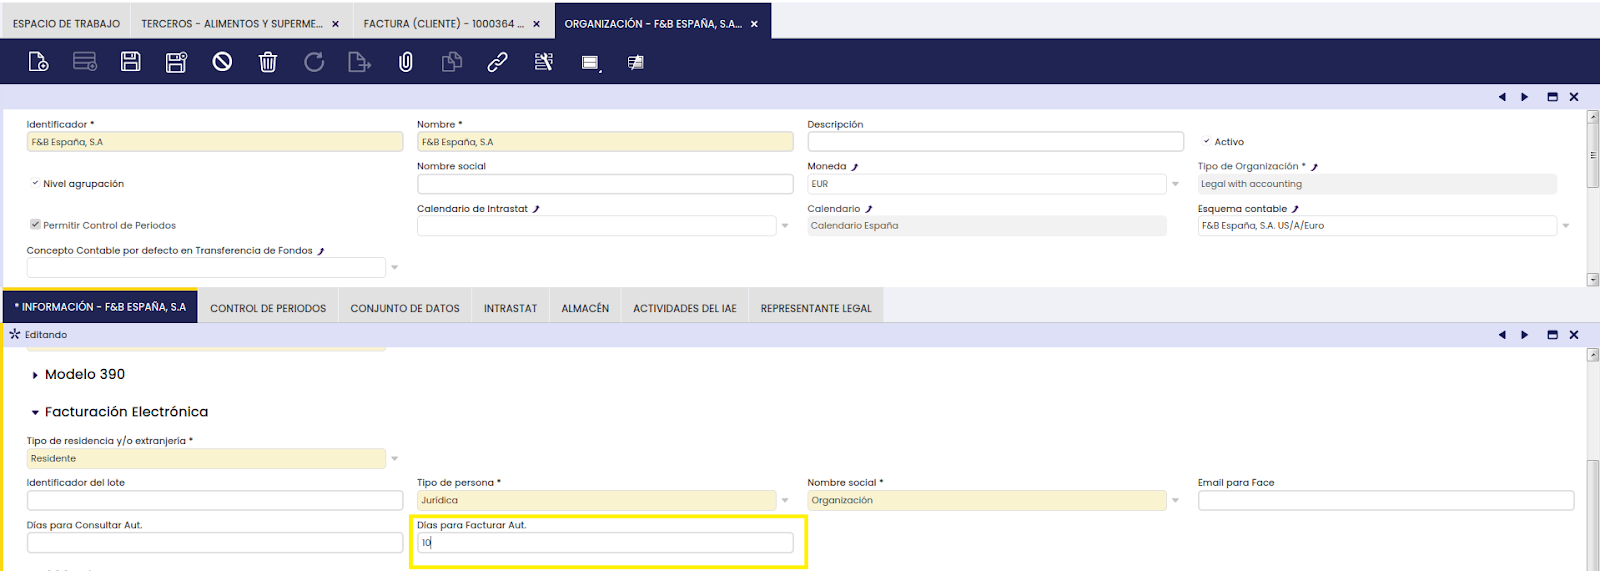 ESPACIO DE TRABAJO TERCEROS - ALIMENTOS Y SUPERME... × FACTURA (CLIENTE) - 1000364 ... × ORGANIZACIÓN - F&B ESPAÑA, S.A... ×
Identificador * Nombre * Descripción
F&B España, S.A F&B España, S.A Activo
Nombre social Moneda Tipo de Organización *
Nivel agrupación EUR Legal with accounting
Calendario de Intrastat Calendario Esquema contable
Permitir Control de Periodos Calendario España F&B España, S.A. US/A/Euro
Concepto Contable por defecto en Transferencia de Fondos
* INFORMACIÓN - F&B ESPAÑA, S.A CONTROL DE PERIODOS CONJUNTO DE DATOS INTRASTAT ALMACÉN ACTIVIDADES DEL IAE REPRESENTANTE LEGAL
Editando
Modelo 390
Facturación Electrónica
Tipo de residencia y/o extranjería *
Residente
Identificador del lote Tipo de persona * Nombre social * Email para Face
Jurídica Organización
Días para Consultar Aut. Días para Facturar Aut.
10